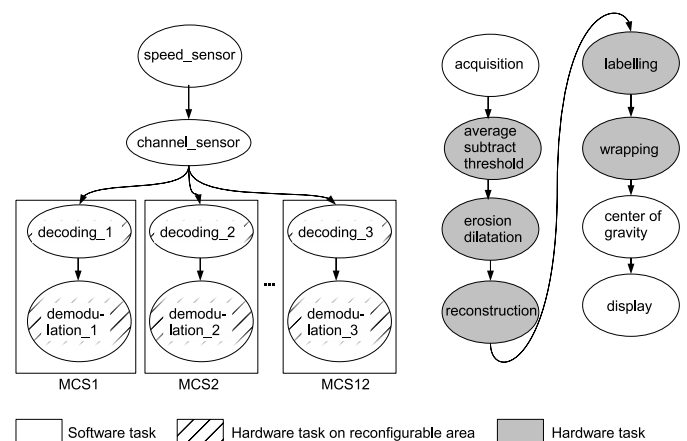 speed_sensor
channel_sensor
decoding_1
decoding_2
decoding_3
demodu-
lation_1
demodu-
lation_2
...
demodu-
lation_3
MCS1
MCS2
MCS12
acquisition
average
subtract
threshold
erosion
dilatation
reconstruction
labelling
wrapping
center of
gravity
display
Software task
Hardware task on reconfigurable area
Hardware task